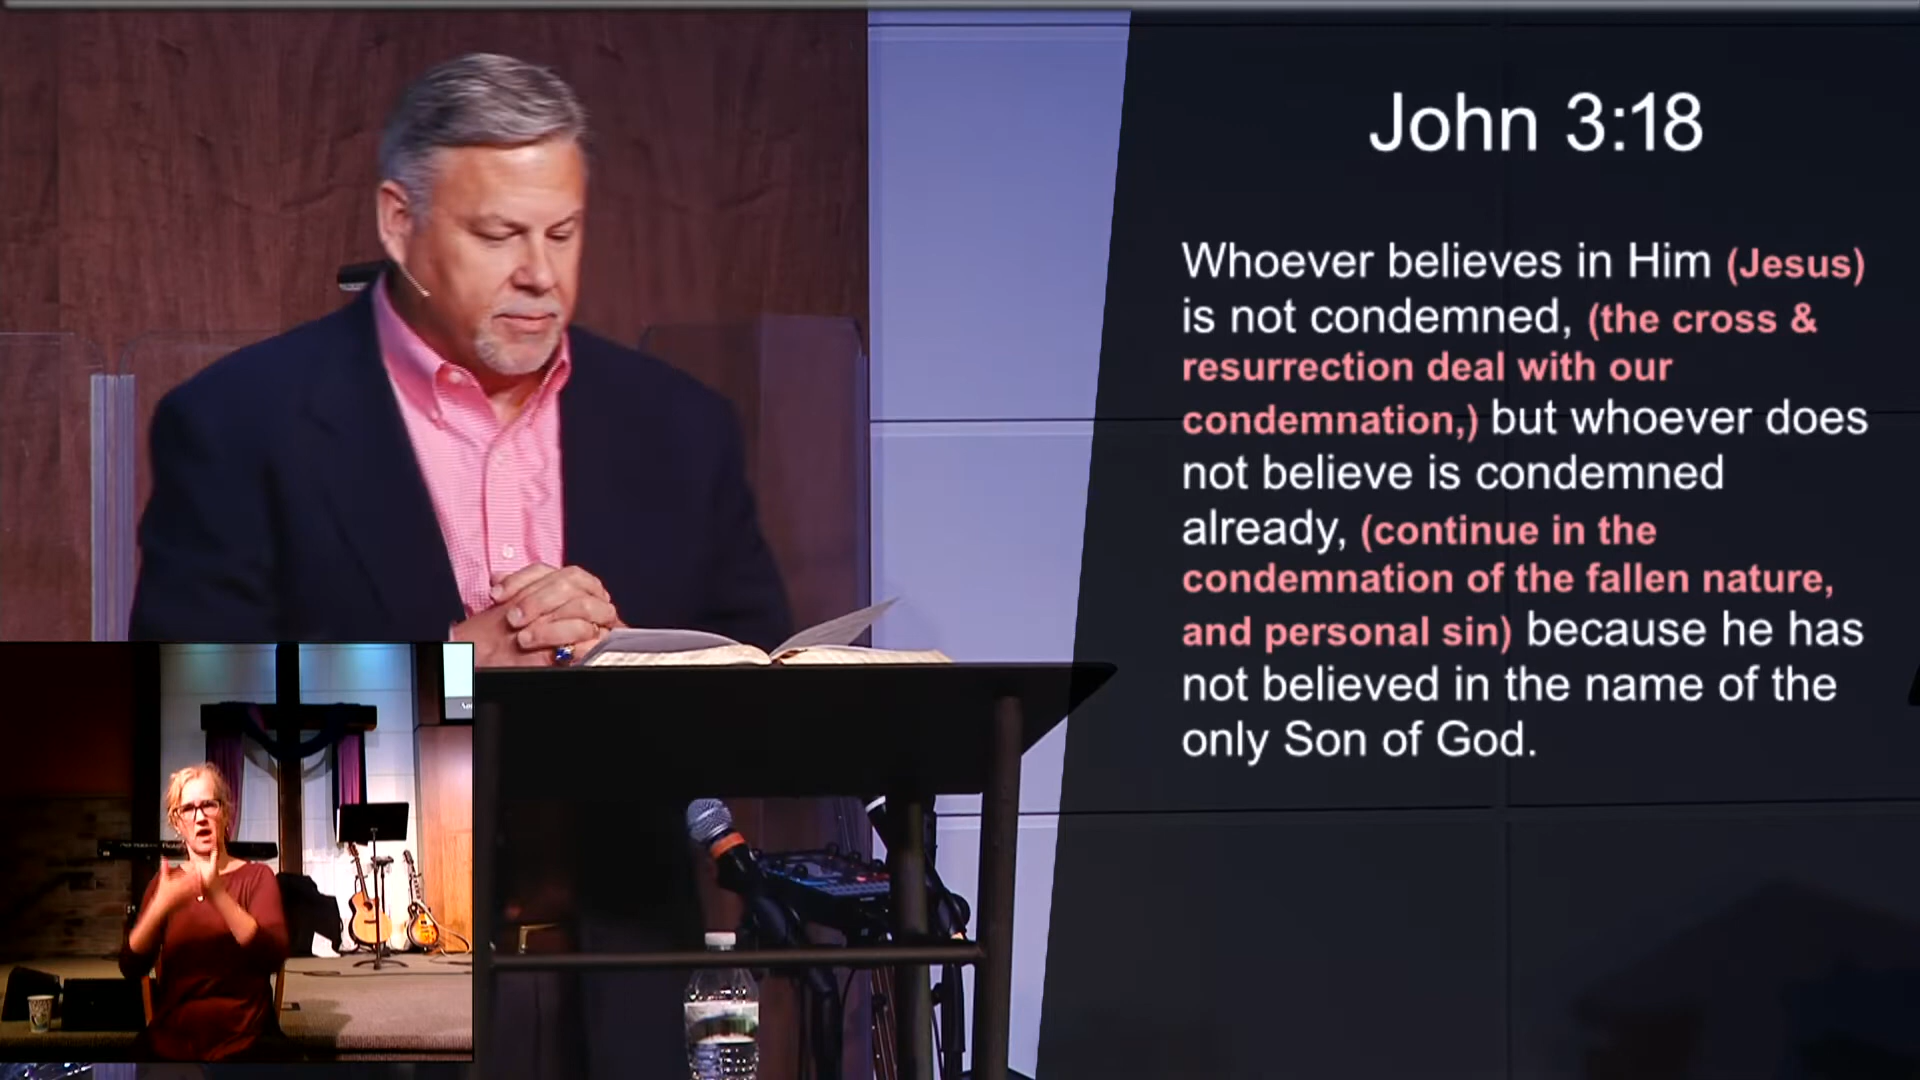 John 3:18
Whoever believes in Him (Jesus)
is not condemned, (the cross &
resurrection deal with our
condemnation,) but whoever does
not believe is condemned
already, (continue in the
condemnation of the fallen nature,
and personal sin) because he has
not believed in the name of the
only Son of God.